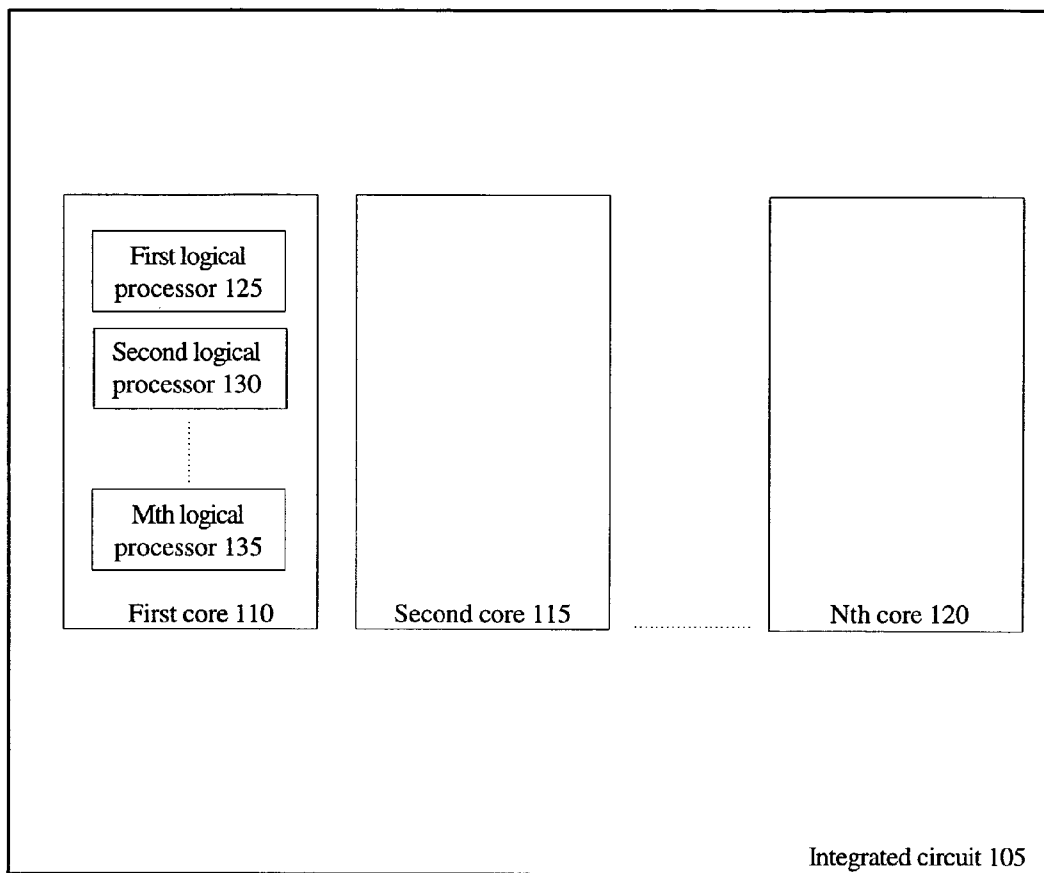 First logical
processor 125
Second logical
processor 130
Mth logical
processor 135
First core 110
Second core 115
Nth core 120
Integrated circuit 105